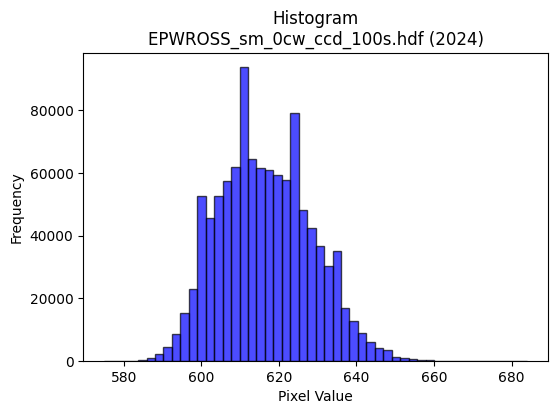 Histogram
EPWROSS_sm_0cw_ccd_100s.hdf (2024)
Frequency
80000
60000
40000
20000
0
580 600 620 640 660 680
Pixel Value